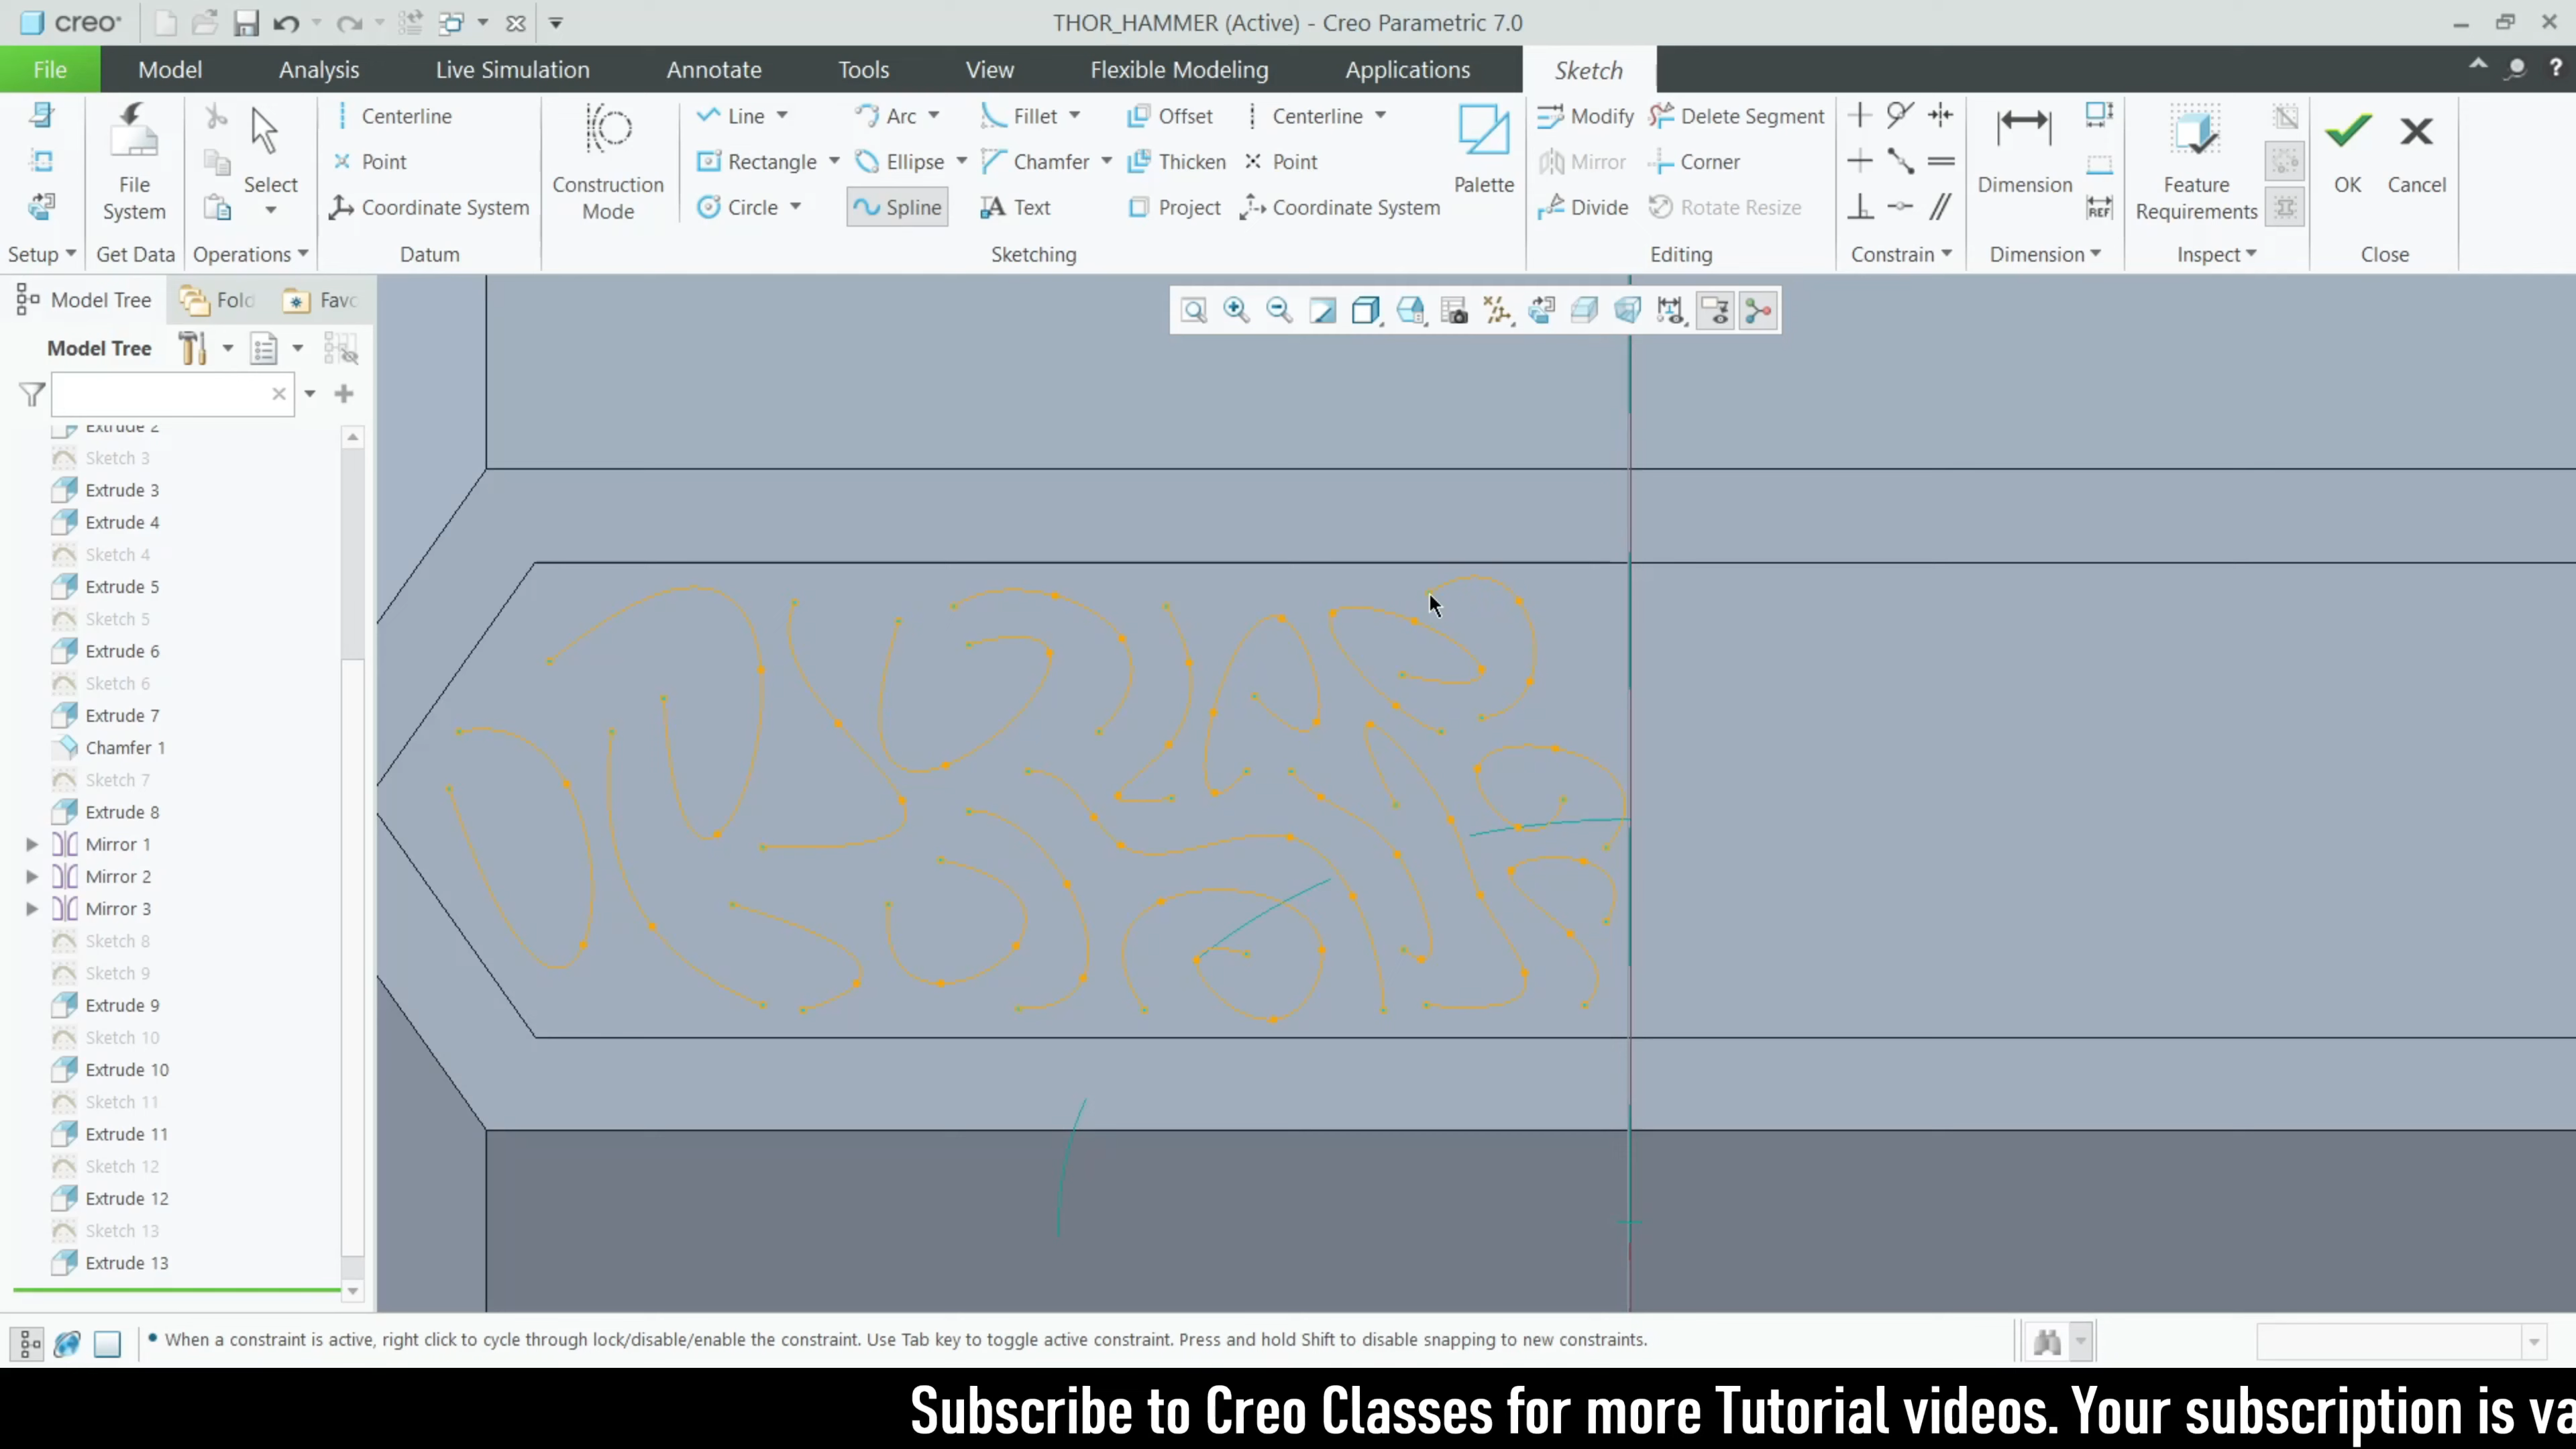 creo®
THOR_HAMMER (Active) - Creo Parametric 7.0
File Model Analysis Live Simulation Annotate Tools View Flexible Modeling Applications Sketch ?
Centerline Line Arc Fillet Offset Centerline Modify Delete Segment
Point Rectangle Ellipse Chamfer Thicken Point Mirror Corner
File System Select Construction Mode Palette Dimension Feature Requirements OK Cancel
Coordinate System Circle Spline Text Project Coordinate System Divide Rotate Resize REF
Setup Get Data Operations Datum Sketching Editing Constrain Dimension Inspect Close
Model Tree Fold Favo
Model Tree
Extrude 2
Sketch 3
Extrude 3
Extrude 4
Sketch 4
Extrude 5
Sketch 5
Extrude 6
Sketch 6
Extrude 7
Chamfer 1
Sketch 7
Extrude 8
Mirror 1
Mirror 2
Mirror 3
Sketch 8
Sketch 9
Extrude 9
Sketch 10
Extrude 10
Sketch 11
Extrude 11
Sketch 12
Extrude 12
Sketch 13
Extrude 13
• When a constraint is active, right click to cycle through lock/disable/enable the constraint. Use Tab key to toggle active constraint. Press and hold Shift to disable snapping to new constraints.
Subscribe to Creo Classes for more Tutorial videos. Your subscription is va